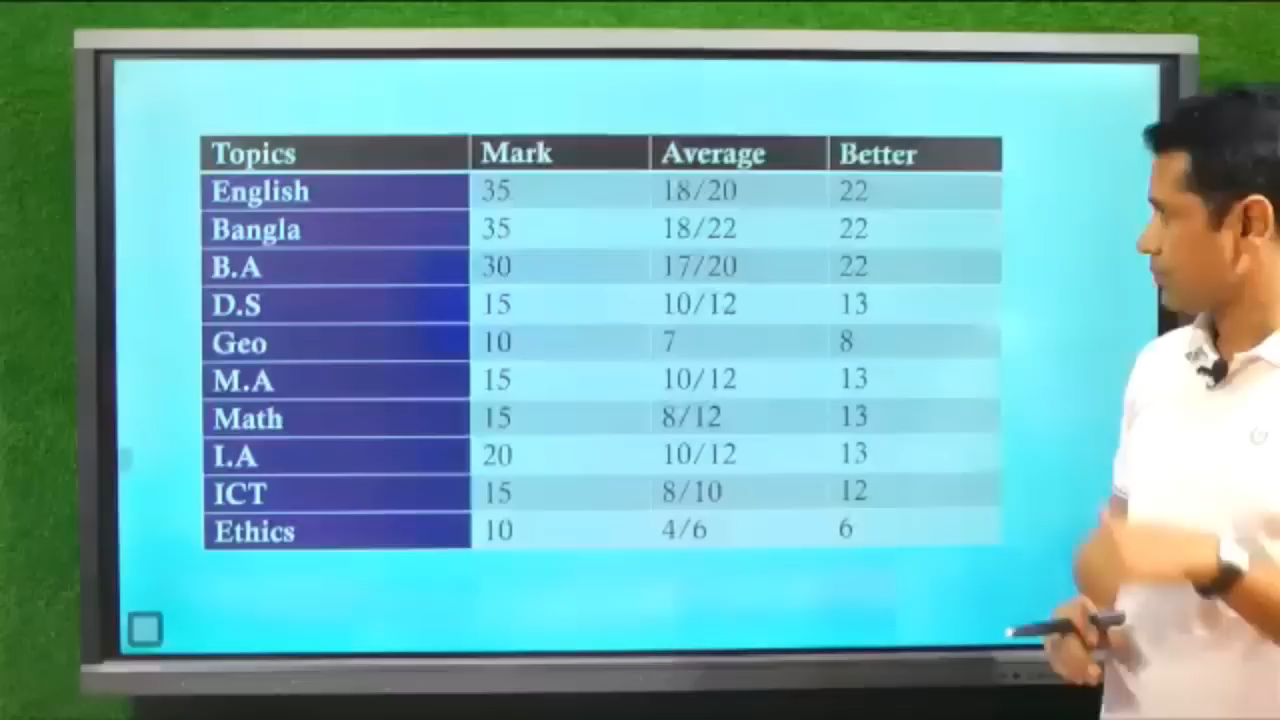 Topics Mark Average Better
English 35 18/20 22
Bangla 35 18/22 22
B.A 30 17/20 22
D.S 15 10/12 13
Geo 10 7 8
M.A 15 10/12 13
Math 15 8/12 13
I.A 20 10/12 13
ICT 15 8/10 12
Ethics 10 4/6 6